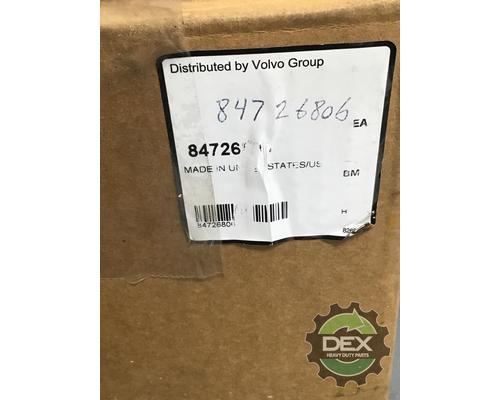 Distributed by Volvo Group
84726806
EA
84726
MADE IN STATES/US
BM
84726806
H
DEX
HEAVY DUTY PARTS